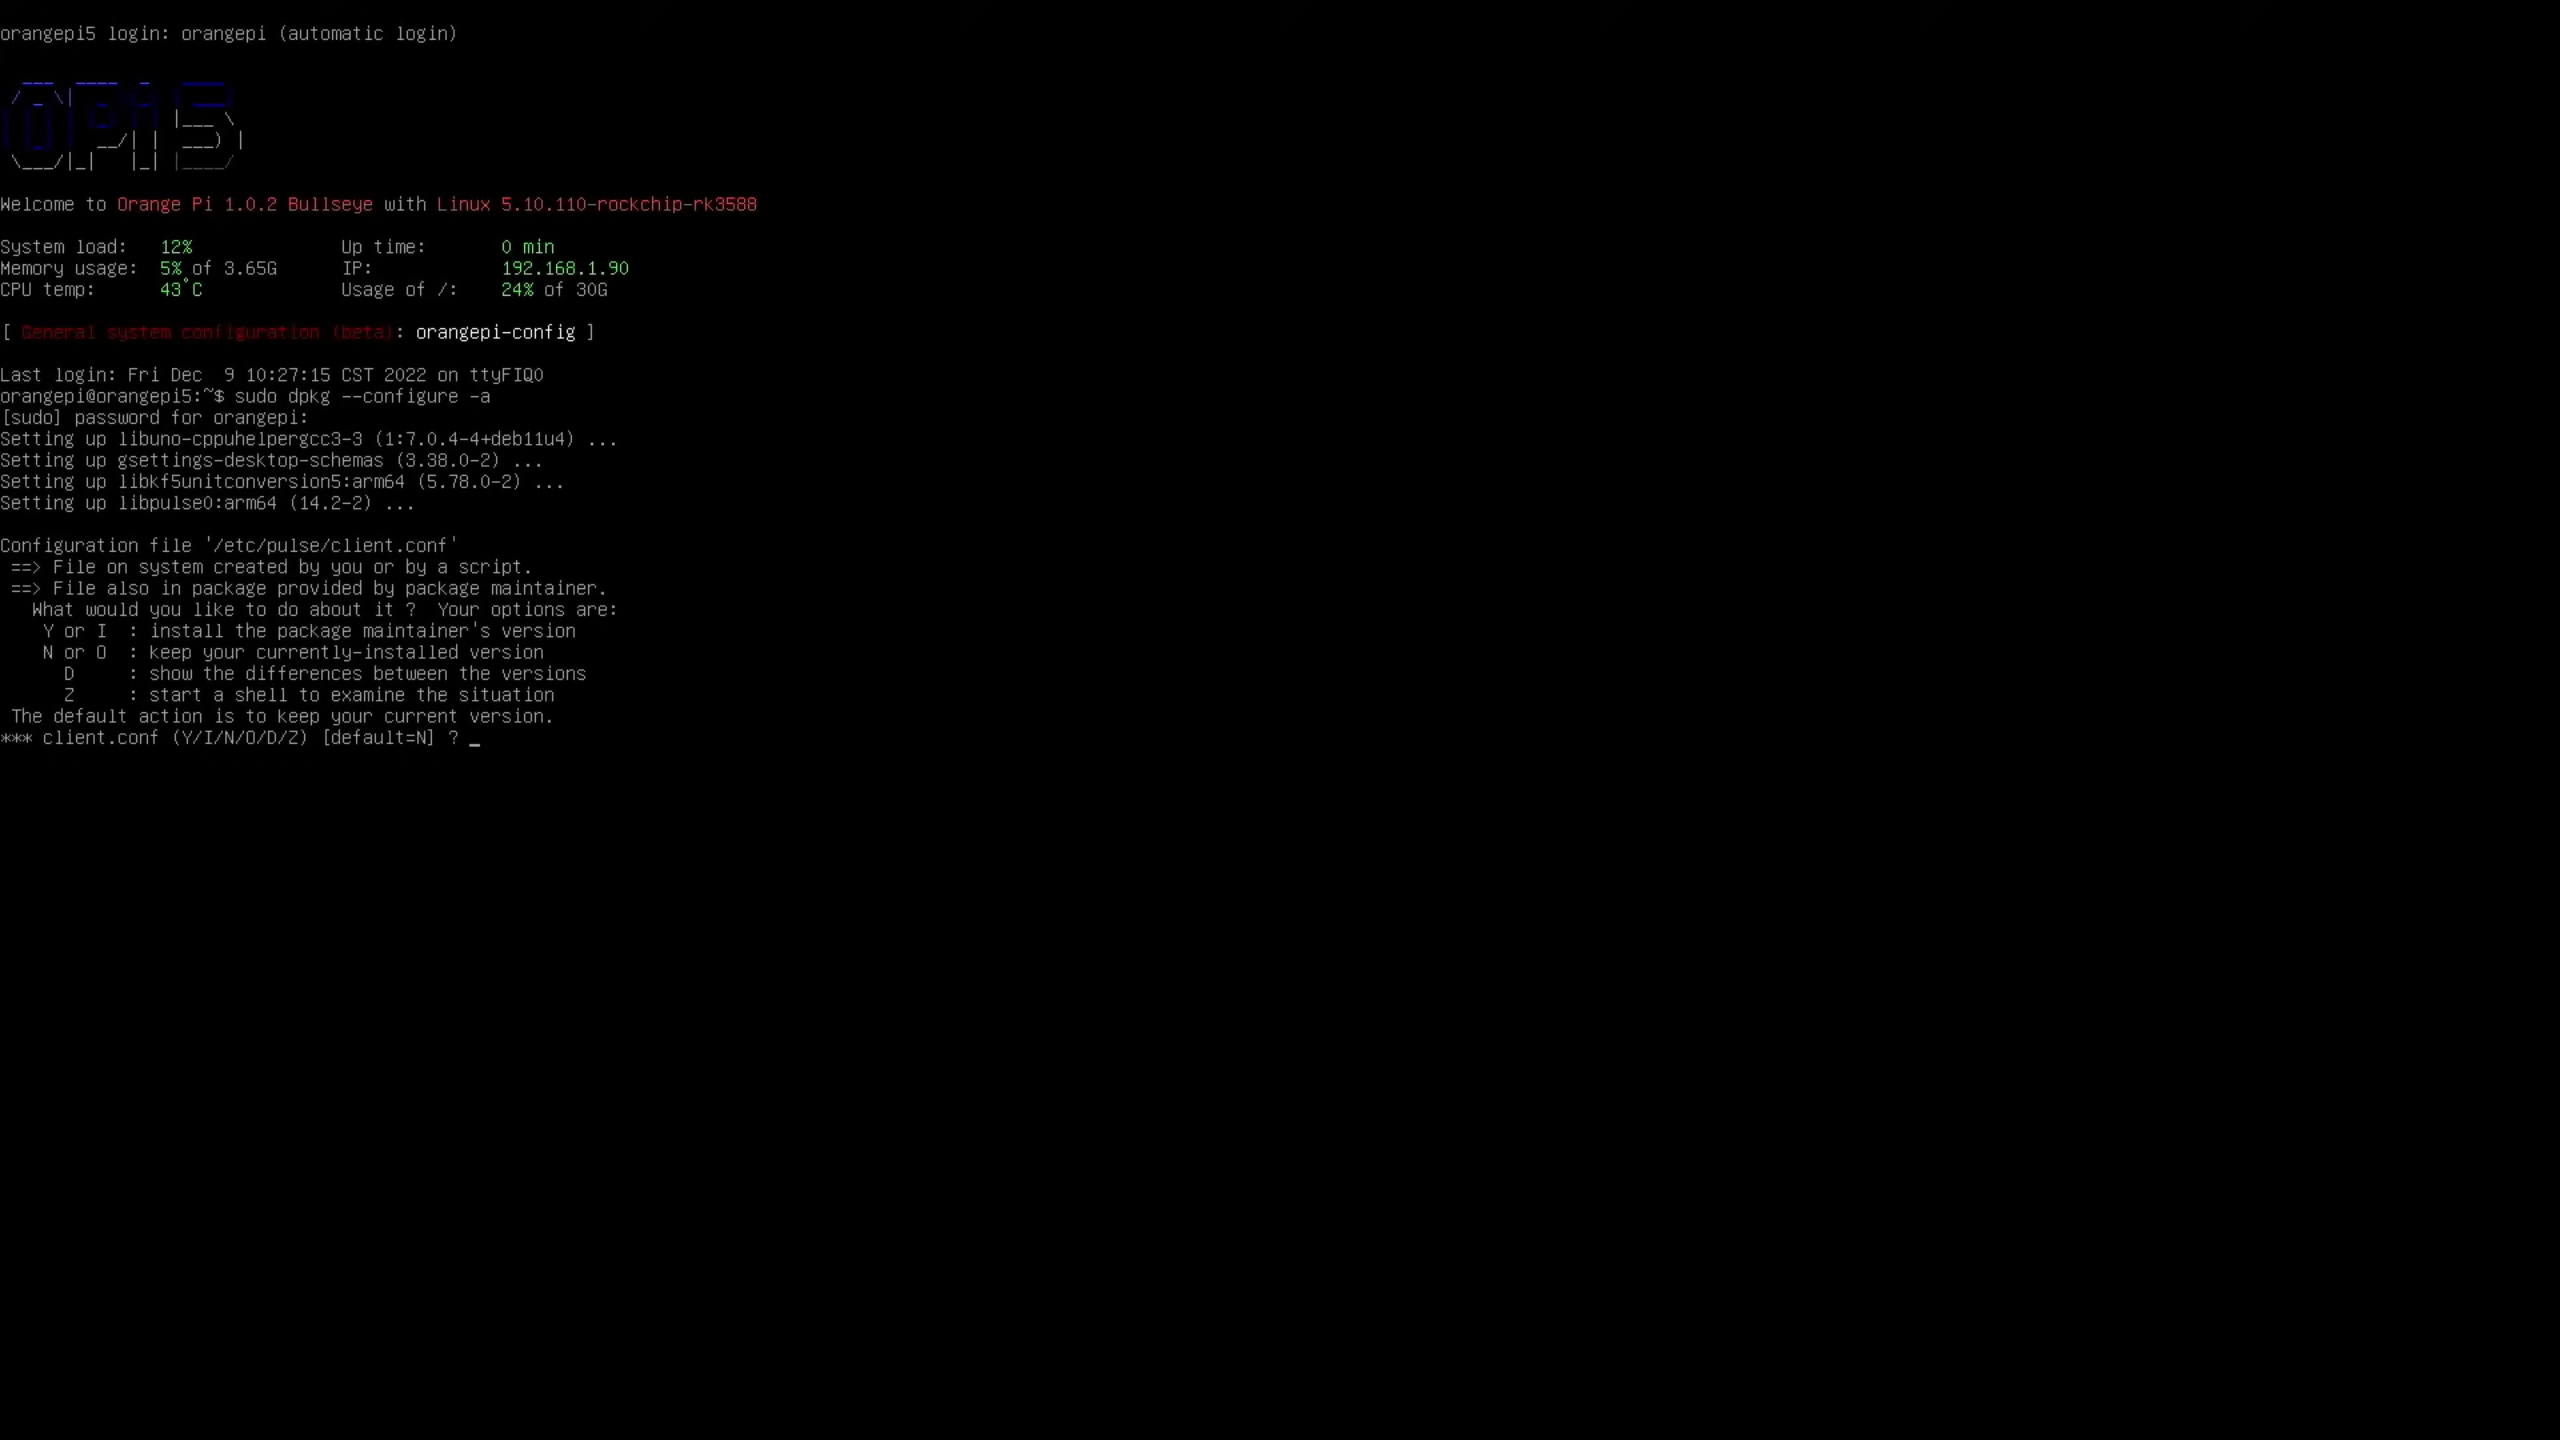 orangepi5 login: orangepi (automatic login)
OPi 5
Welcome to Orange Pi 1.0.2 Bullseye with Linux 5.10.110-rockchip-rk3588
System load: 12% Up time: 0 min
Memory usage: 5% of 3.65G IP: 192.168.1.90
CPU temp: 43°C Usage of /: 24% of 30G
[ General system configuration (beta): orangepi-config ]
Last login: Fri Dec 9 10:27:15 CST 2022 on ttyFIQ0
orangepi@orangepi5:~$ sudo dpkg --configure -a
[sudo] password for orangepi:
Setting up libuno-cppuhelpergcc3-3 (1:7.0.4-4+deb11u4) ...
Setting up gsettings-desktop-schemas (3.38.0-2) ...
Setting up libkf5unitconversion5:arm64 (5.78.0-2) ...
Setting up libpulse0:arm64 (14.2-2) ...
Configuration file '/etc/pulse/client.conf'
==> File on system created by you or by a script.
==> File also in package provided by package maintainer.
What would you like to do about it ? Your options are:
Y or I : install the package maintainer's version
N or O : keep your currently-installed version
D : show the differences between the versions
Z : start a shell to examine the situation
The default action is to keep your current version.
*** client.conf (Y/I/N/O/D/Z) [default=N] ? _